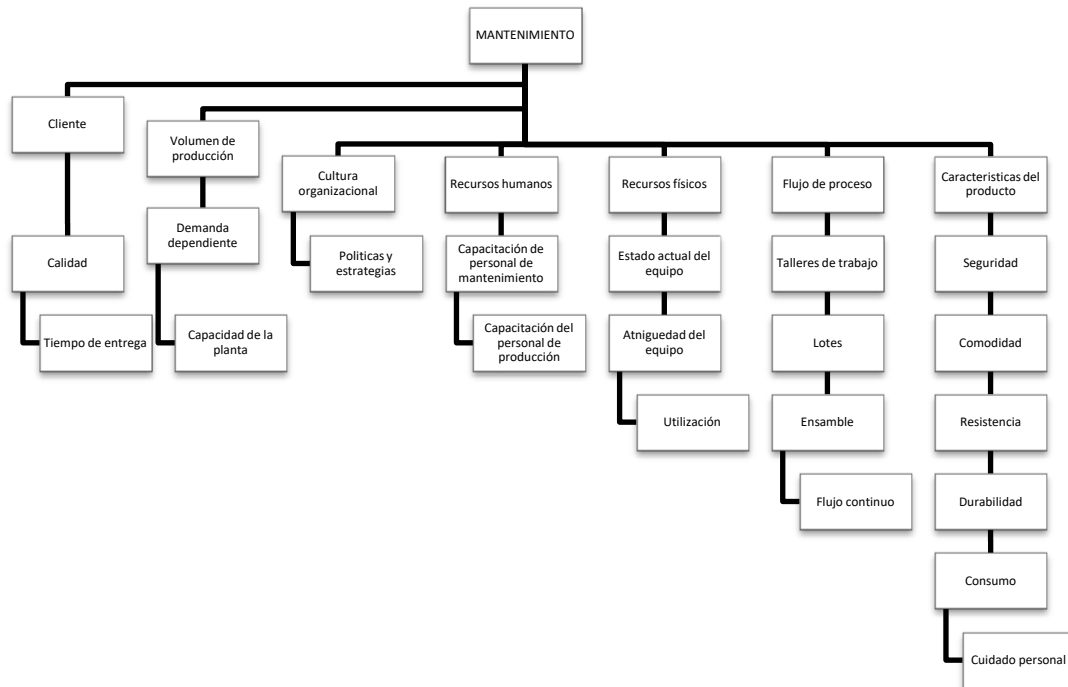 MANTENIMIENTO
Cliente
Calidad
Tiempo de entrega
Volumen de
producción
Demanda
dependiente
Capacidad de la
planta
Cultura
organizacional
Politicas y
estrategias
Recursos humanos
Capacitación de
personal de
mantenimiento
Capacitación del
personal de
producción
Recursos físicos
Estado actual del
equipo
Atniguedad del
equipo
Utilización
Flujo de proceso
Talleres de trabajo
Lotes
Ensamble
Flujo continuo
Caracteristicas del
producto
Seguridad
Comodidad
Resistencia
Durabilidad
Consumo
Cuidado personal